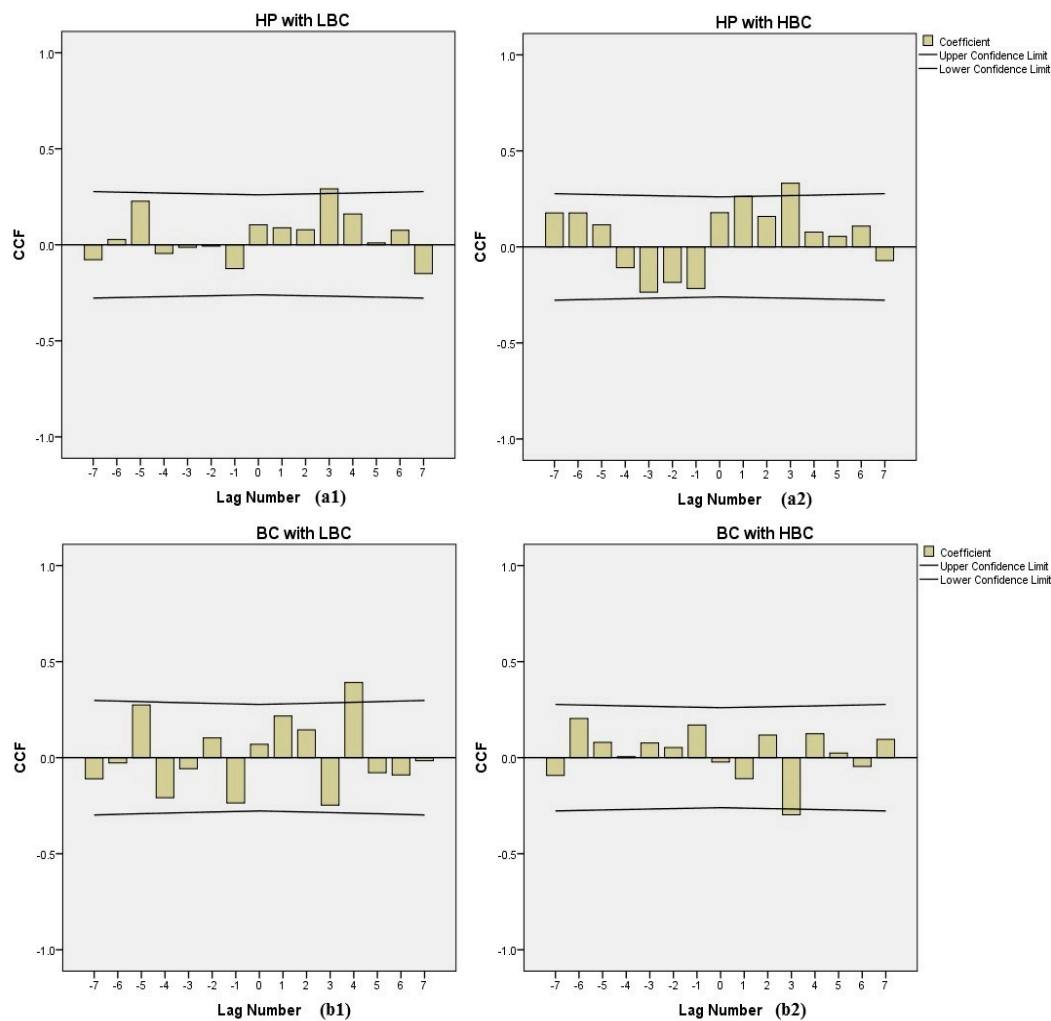 HP with LBC
1.0
0.5
0.0
-0.5
-1.0
CCF
-7 -6 -5 -4 -3 -2 -1 0 1 2 3 4 5 6 7
Lag Number (a1)
HP with HBC
1.0
0.5
0.0
-0.5
-1.0
CCF
-7 -6 -5 -4 -3 -2 -1 0 1 2 3 4 5 6 7
Lag Number (a2)
Coefficient
Upper Confidence Limit
Lower Confidence Limit
BC with LBC
1.0
0.5
0.0
-0.5
-1.0
CCF
-7 -6 -5 -4 -3 -2 -1 0 1 2 3 4 5 6 7
Lag Number (b1)
BC with HBC
1.0
0.5
0.0
-0.5
-1.0
CCF
-7 -6 -5 -4 -3 -2 -1 0 1 2 3 4 5 6 7
Lag Number (b2)
Coefficient
Upper Confidence Limit
Lower Confidence Limit